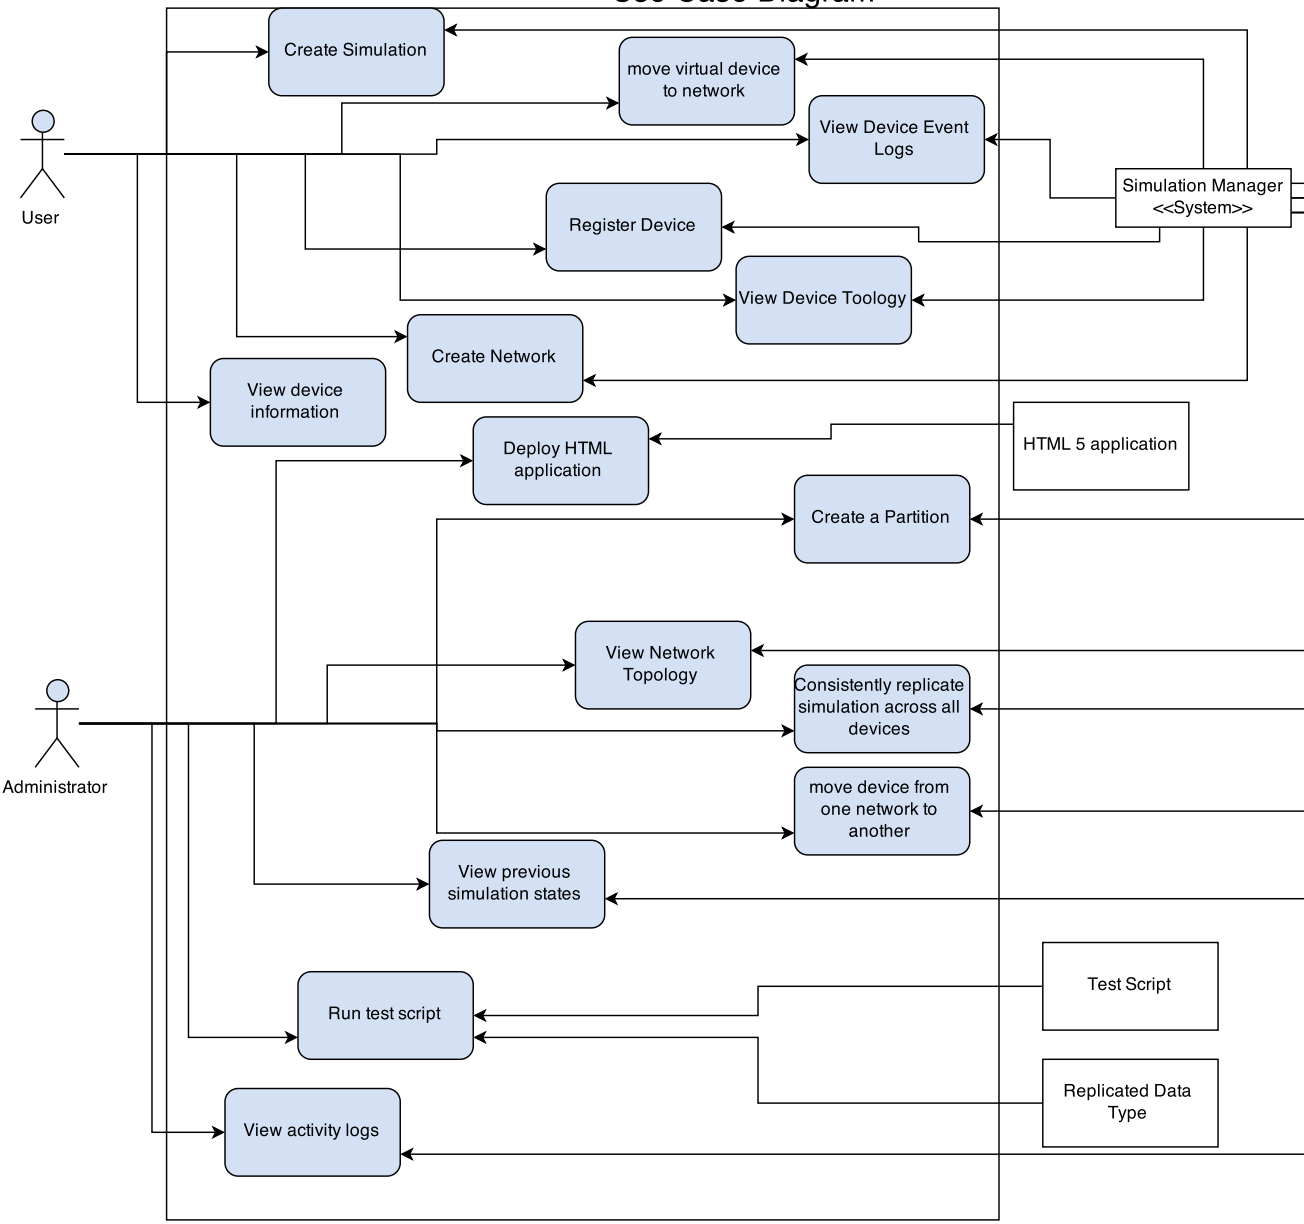 Use Case Diagram
Create Simulation
move virtual device
to network
View Device Event
Logs
User
Simulation Manager
<<System>>
Register Device
View Device Toology
Create Network
View device
information
Deploy HTML
application
HTML 5 application
Create a Partition
View Network
Topology
Consistently replicate
simulation across all
devices
Administrator
move device from
one network to
another
View previous
simulation states
Run test script
Test Script
Replicated Data
Type
View activity logs